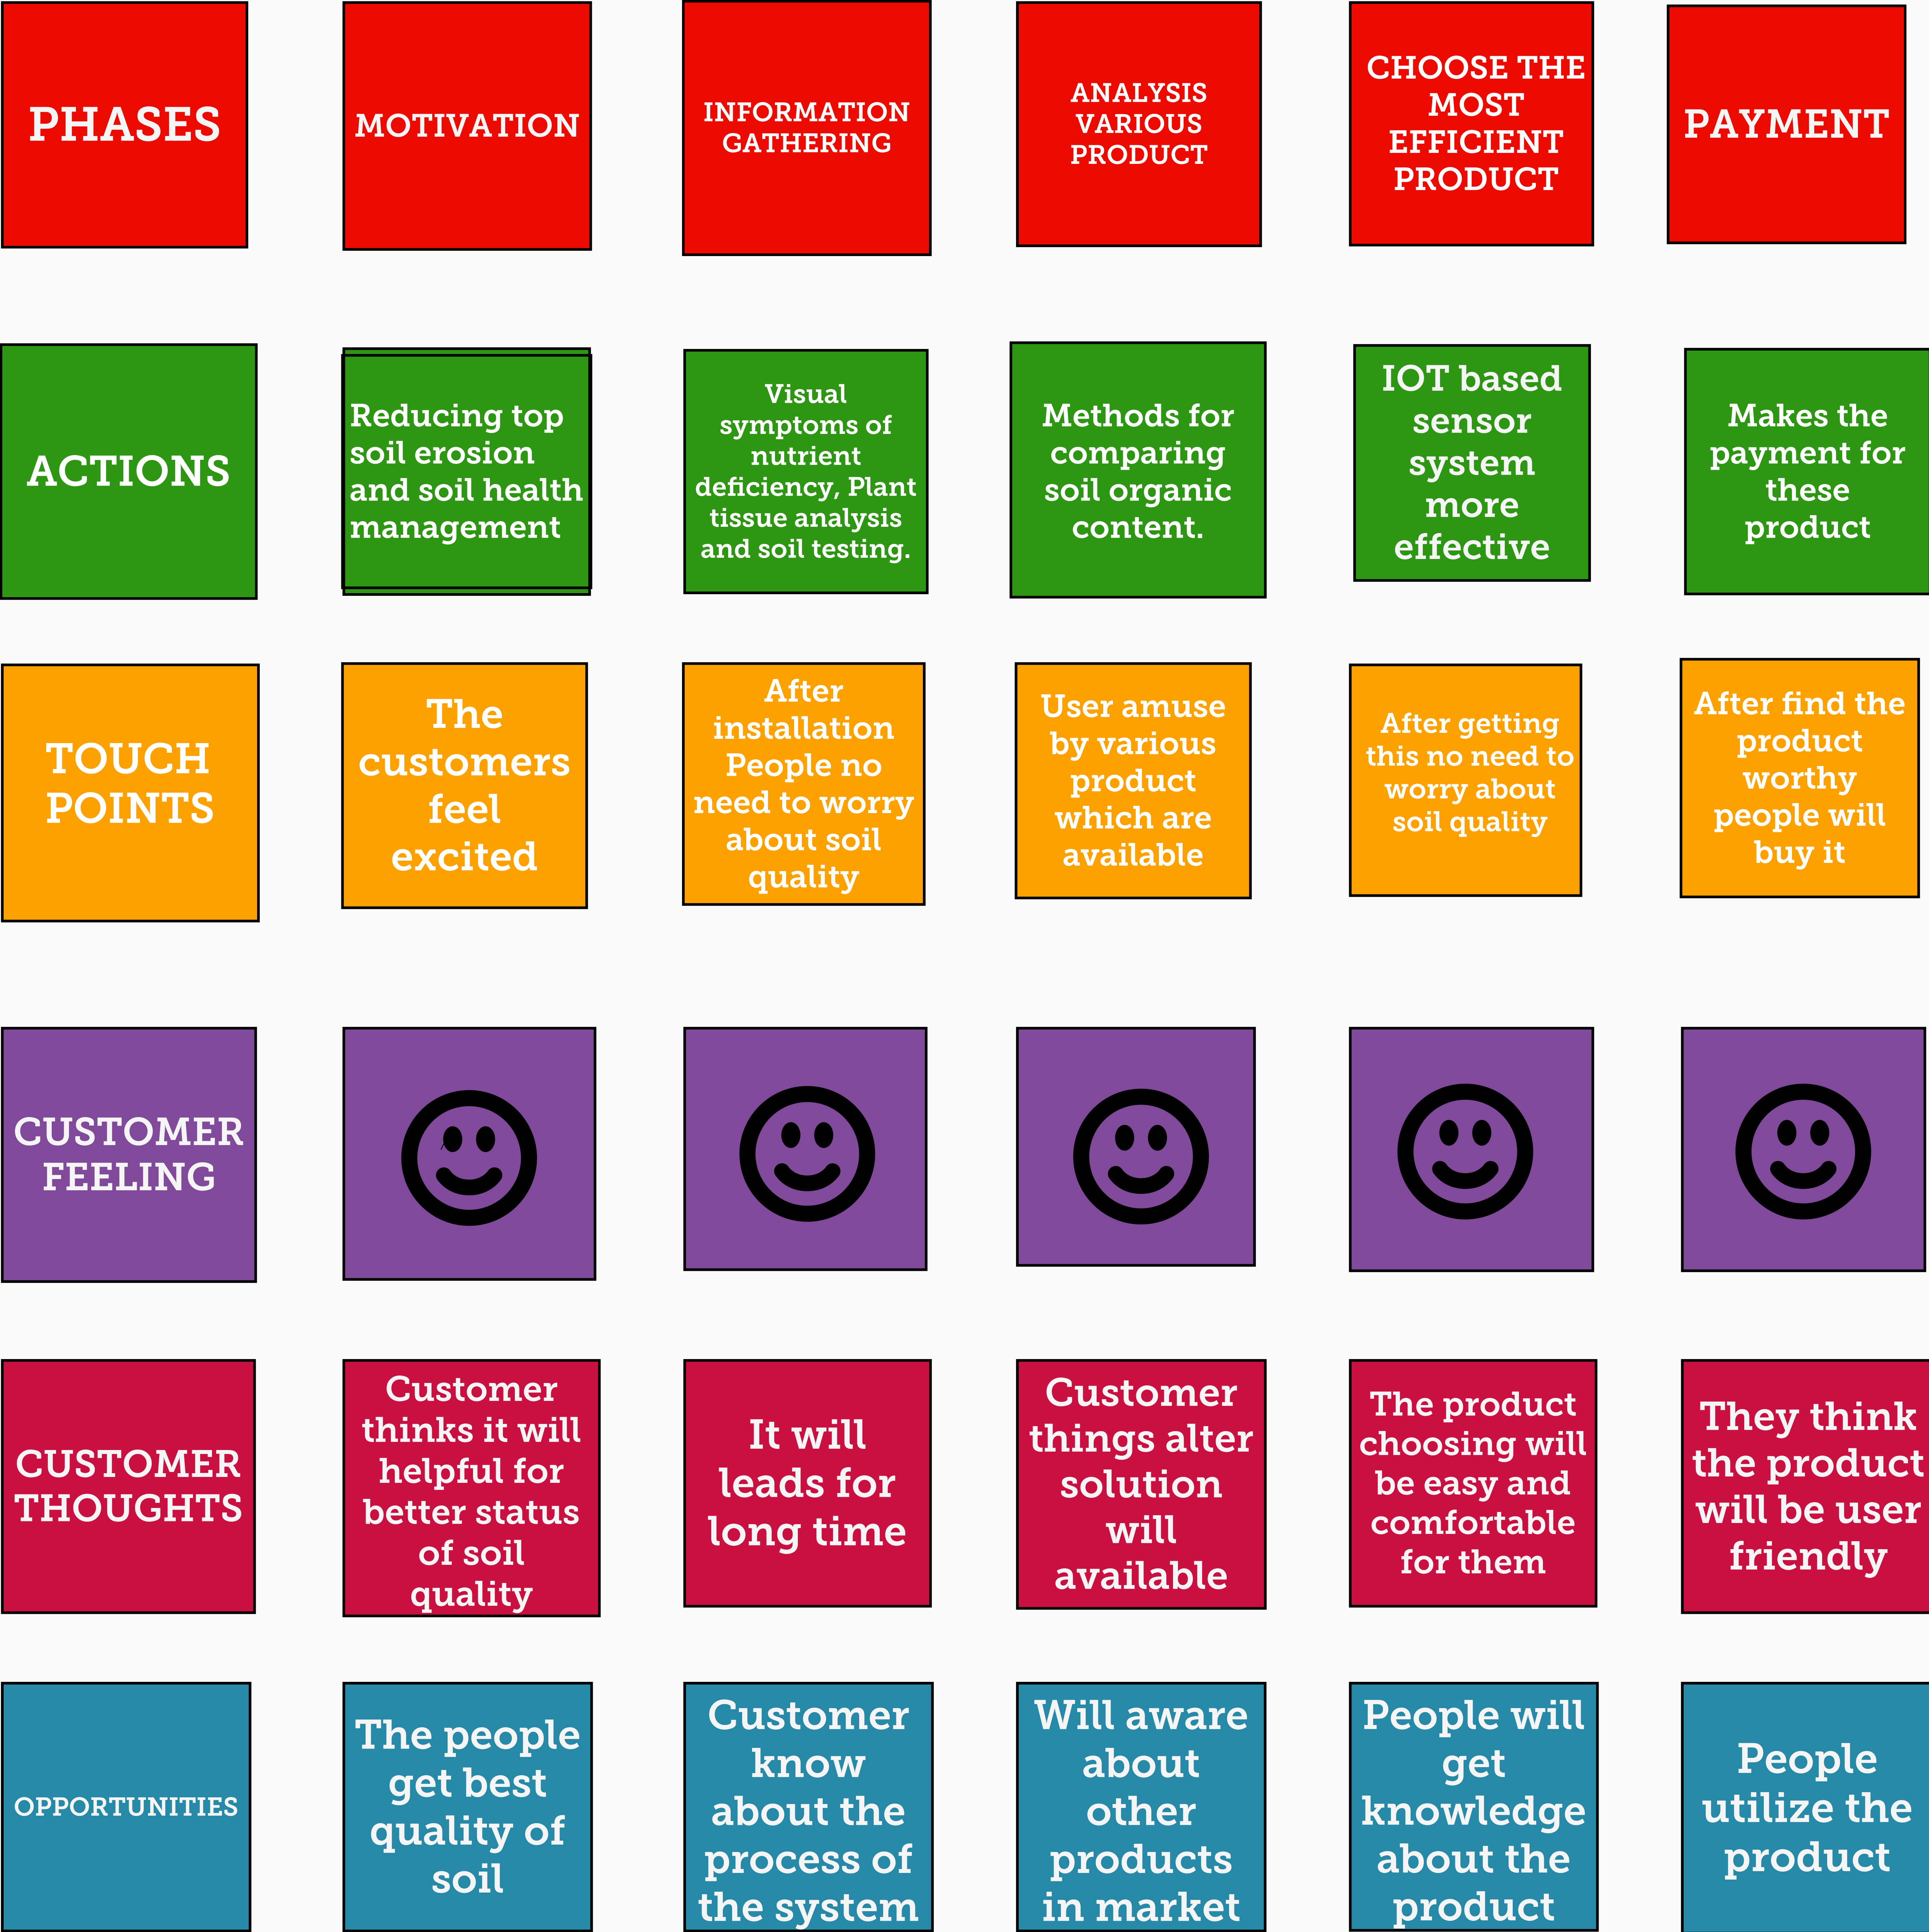 PHASES
MOTIVATION
INFORMATION
GATHERING
ANALYSIS
VARIOUS
PRODUCT
CHOOSE THE
MOST
EFFICIENT
PRODUCT
PAYMENT
ACTIONS
Reducing top
soil erosion
and soil health
management
Visual
symptoms of
nutrient
deficiency, Plant
tissue analysis
and soil testing.
Methods for
comparing
soil organic
content.
IOT based
sensor
system
more
effective
Makes the
payment for
these
product
TOUCH
POINTS
The
customers
feel
excited
After
installation
People no
need to worry
about soil
quality
User amuse
by various
product
which are
available
After getting
this no need to
worry about
soil quality
After find the
product
worthy
people will
buy it
CUSTOMER
FEELING
CUSTOMER
THOUGHTS
Customer
thinks it will
helpful for
better status
of soil
quality
It will
leads for
long time
Customer
things alter
solution
will
available
The product
choosing will
be easy and
comfortable
for them
They think
the product
will be user
friendly
OPPORTUNITIES
The people
get best
quality of
soil
Customer
know
about the
process of
the system
Will aware
about
other
products
in market
People will
get
knowledge
about the
product
People
utilize the
product